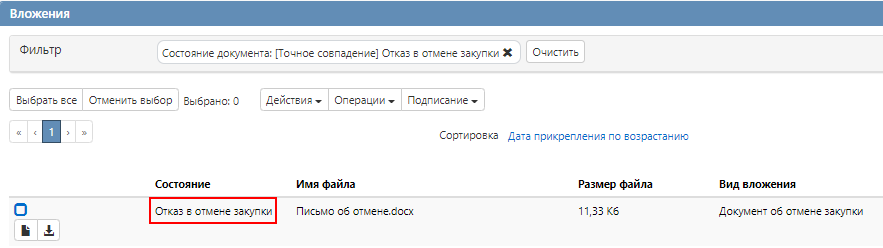 Вложения
Фильтр
Состояние документа: [Точное совпадение] Отказ в отмене закупки ✖ Очистить
Выбрать все Отменить выбор Выбрано: 0 Действия Операции Подписание
« ‹ 1 › »
Сортировка Дата прикрепления по возрастанию
Состояние Имя файла Размер файла Вид вложения
Отказ в отмене закупки Письмо об отмене.docx 11,33 Кб Документ об отмене закупки